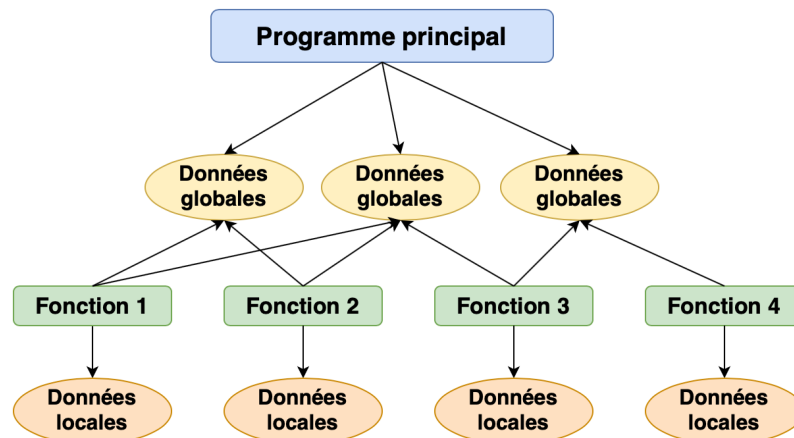 Programme principal
Données
globales
Données
globales
Données
globales
Fonction 1
Fonction 2
Fonction 3
Fonction 4
Données
locales
Données
locales
Données
locales
Données
locales